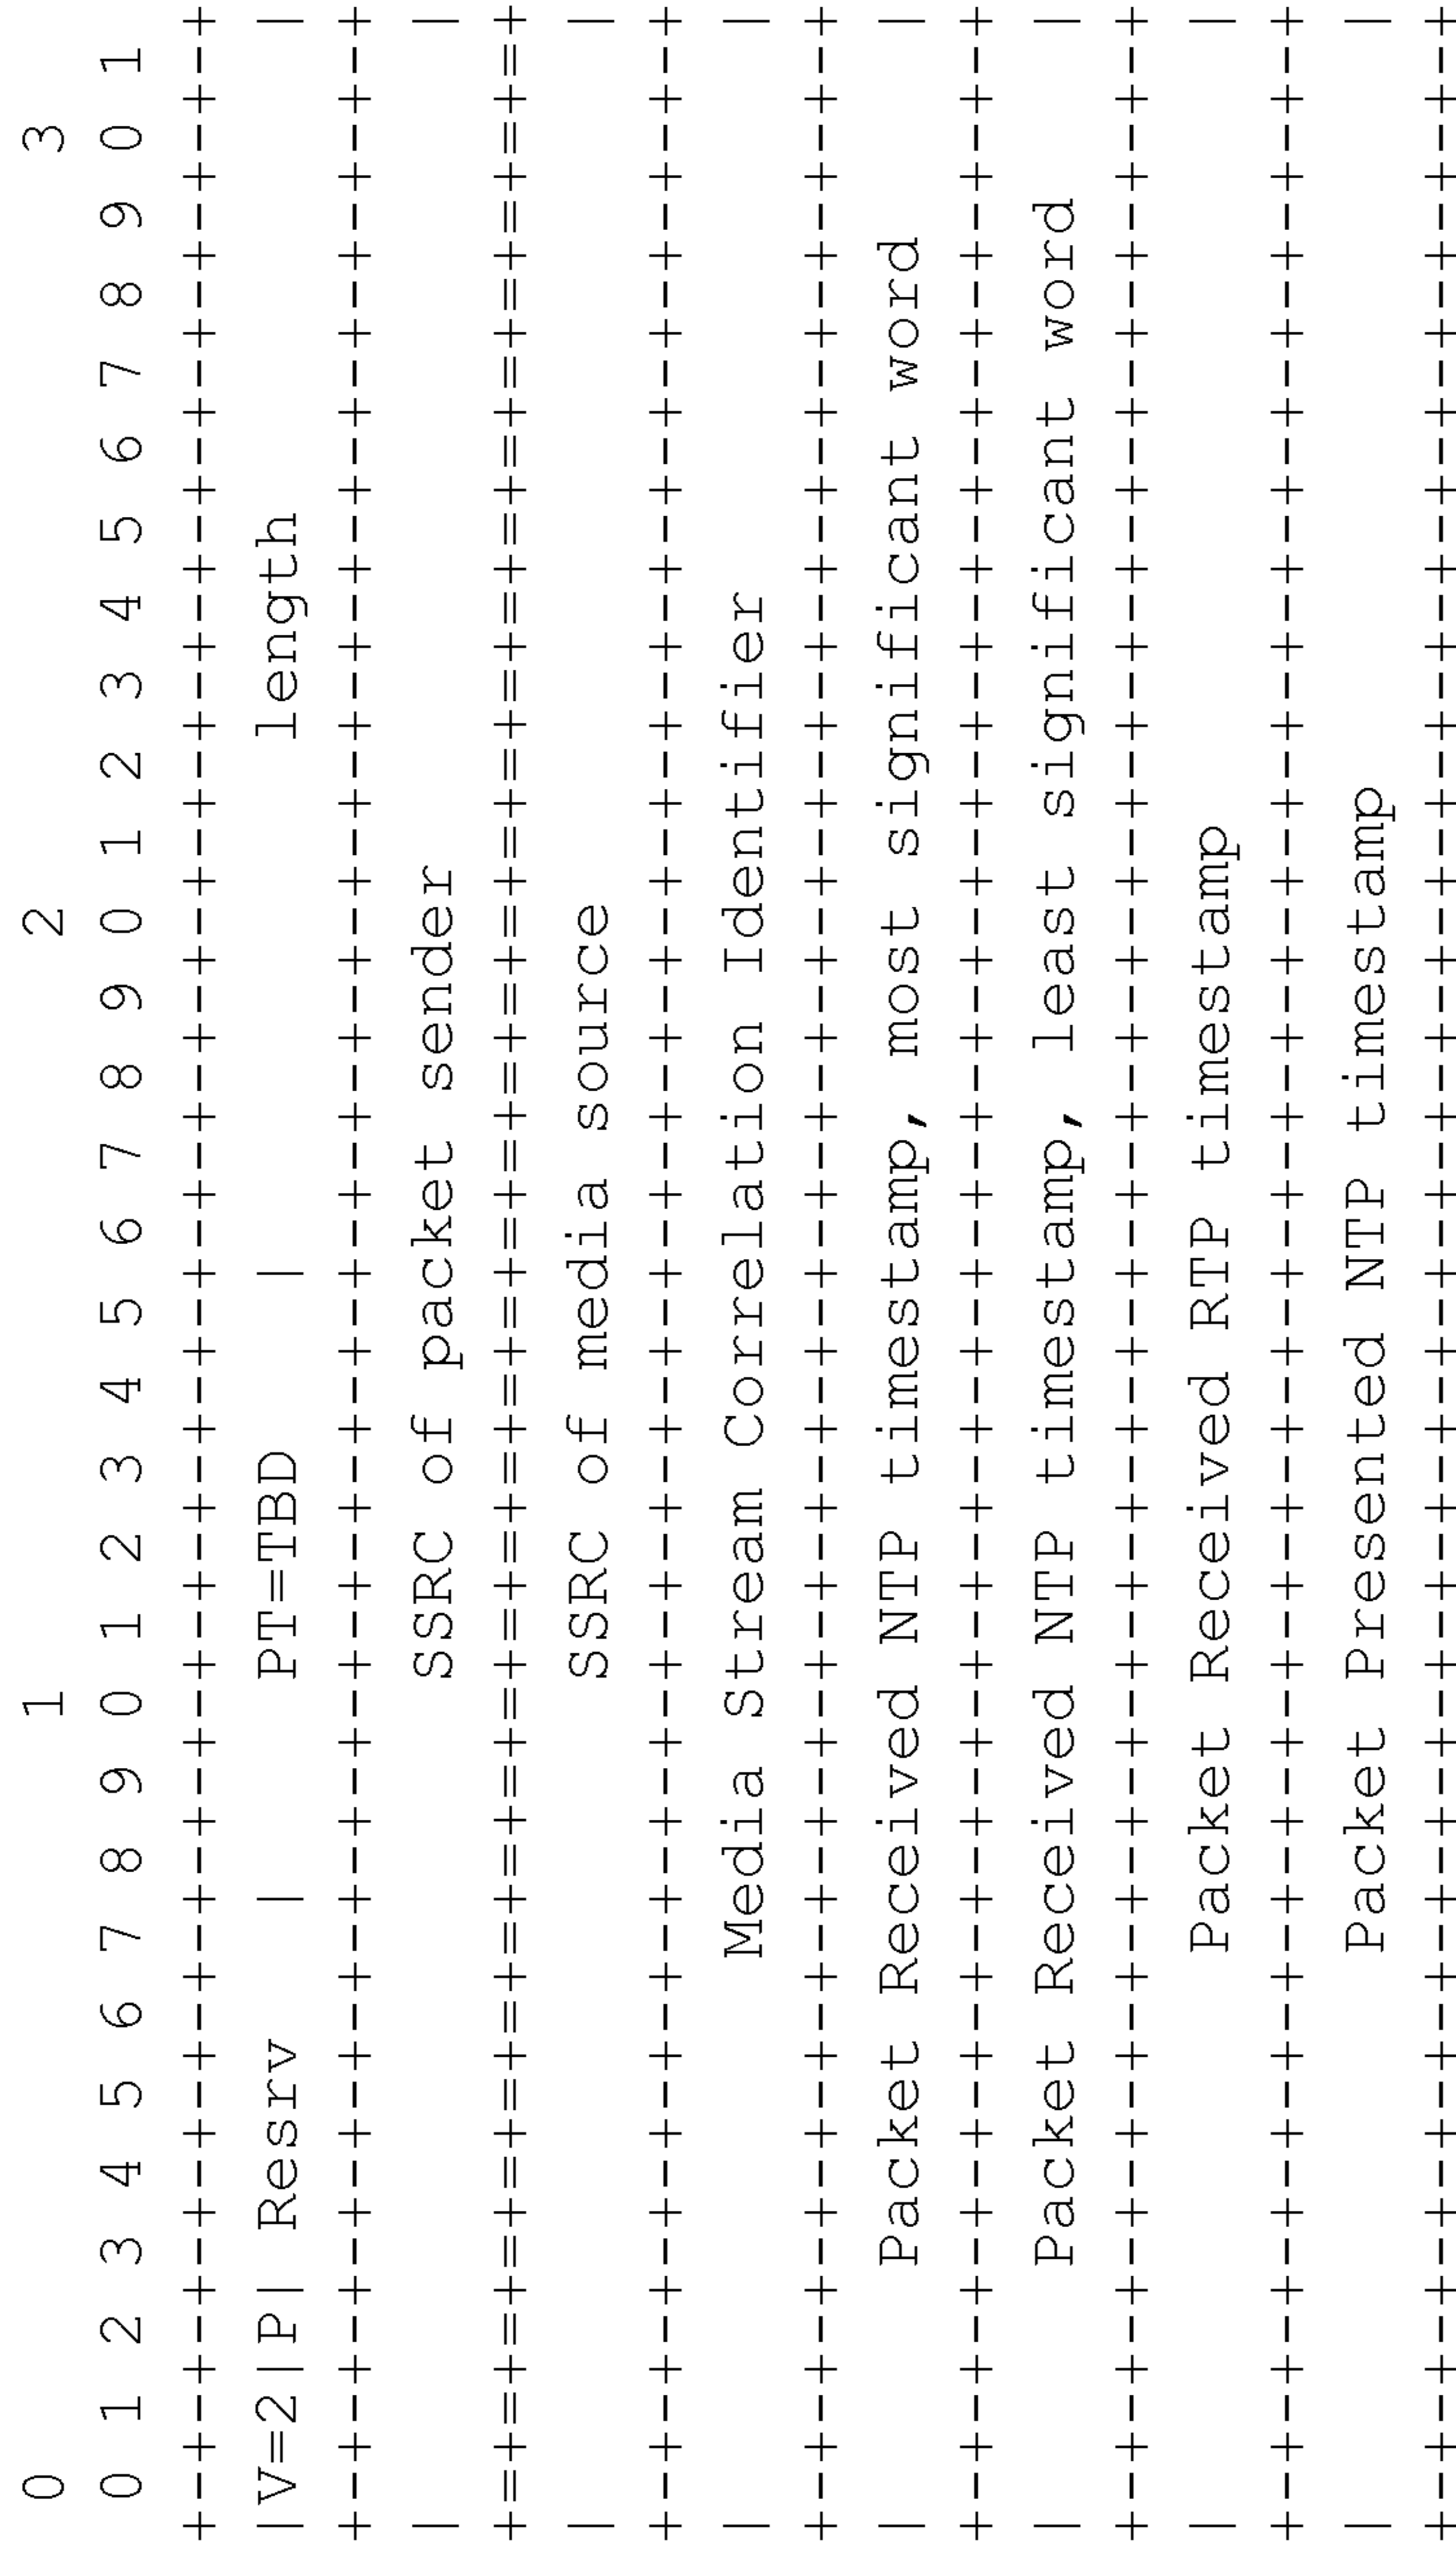 0                   1                   2                   3
 0 1 2 3 4 5 6 7 8 9 0 1 2 3 4 5 6 7 8 9 0 1 2 3 4 5 6 7 8 9 0 1
+-+-+-+-+-+-+-+-+-+-+-+-+-+-+-+-+-+-+-+-+-+-+-+-+-+-+-+-+-+-+-+-+
|V=2|P| Resrv   |     PT=TBD    |             length            |
+-+-+-+-+-+-+-+-+-+-+-+-+-+-+-+-+-+-+-+-+-+-+-+-+-+-+-+-+-+-+-+-+
|                     SSRC of packet sender                     |
+=+=+=+=+=+=+=+=+=+=+=+=+=+=+=+=+=+=+=+=+=+=+=+=+=+=+=+=+=+=+=+=+
|                     SSRC of media source                      |
+-+-+-+-+-+-+-+-+-+-+-+-+-+-+-+-+-+-+-+-+-+-+-+-+-+-+-+-+-+-+-+-+
|              Media Stream Correlation Identifier              |
+-+-+-+-+-+-+-+-+-+-+-+-+-+-+-+-+-+-+-+-+-+-+-+-+-+-+-+-+-+-+-+-+
|      Packet Received NTP timestamp, most significant word     |
+-+-+-+-+-+-+-+-+-+-+-+-+-+-+-+-+-+-+-+-+-+-+-+-+-+-+-+-+-+-+-+-+
|      Packet Received NTP timestamp, least significant word    |
+-+-+-+-+-+-+-+-+-+-+-+-+-+-+-+-+-+-+-+-+-+-+-+-+-+-+-+-+-+-+-+-+
|              Packet Received RTP timestamp                    |
+-+-+-+-+-+-+-+-+-+-+-+-+-+-+-+-+-+-+-+-+-+-+-+-+-+-+-+-+-+-+-+-+
|              Packet Presented NTP timestamp                   |
+-+-+-+-+-+-+-+-+-+-+-+-+-+-+-+-+-+-+-+-+-+-+-+-+-+-+-+-+-+-+-+-+